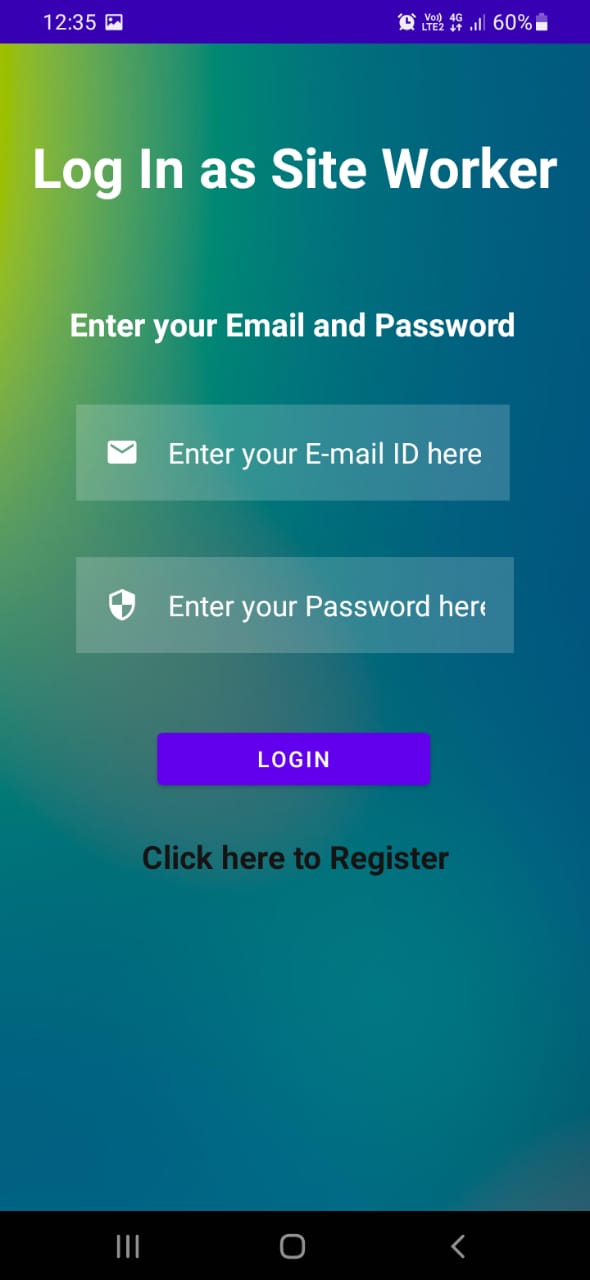 12:35 Vo) 4G LTE2 60%
Log In as Site Worker
Enter your Email and Password
Enter your E-mail ID here
Enter your Password here
LOGIN
Click here to Register